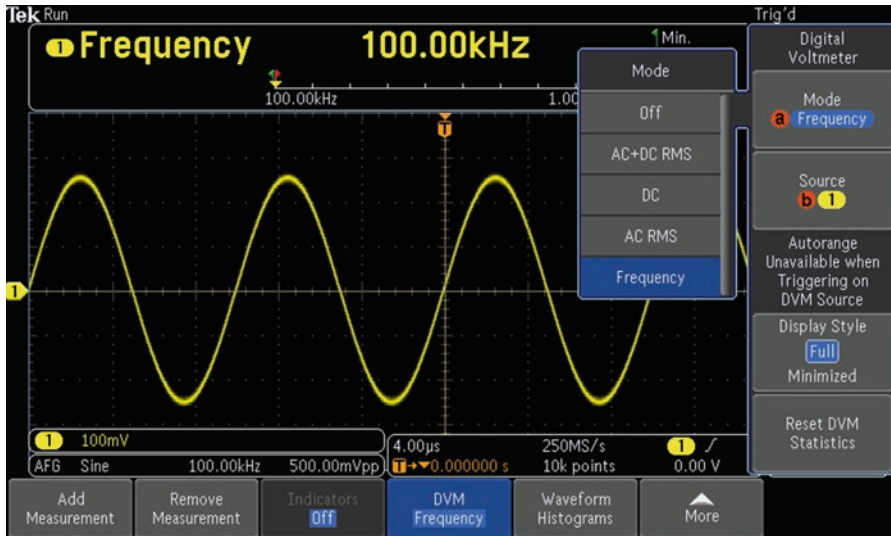 Tek Run Trig'd
1 Frequency 100.00kHz
Min.
100.00kHz
Mode
Off
AC+DC RMS
DC
AC RMS
Frequency
Digital
Voltmeter
Mode
a Frequency
Source
b 1
Autorange
Unavailable when
Triggering on
DVM Source
Display Style
Full
Minimized
Reset DVM
Statistics
T
1
1 100mV
AFG Sine 100.00kHz 500.00mVpp
4.00µs 250MS/s 1
T 0.000000 s 10k points 0.00 V
Add
Measurement
Remove
Measurement
Indicators
Off
DVM
Frequency
Waveform
Histograms
More